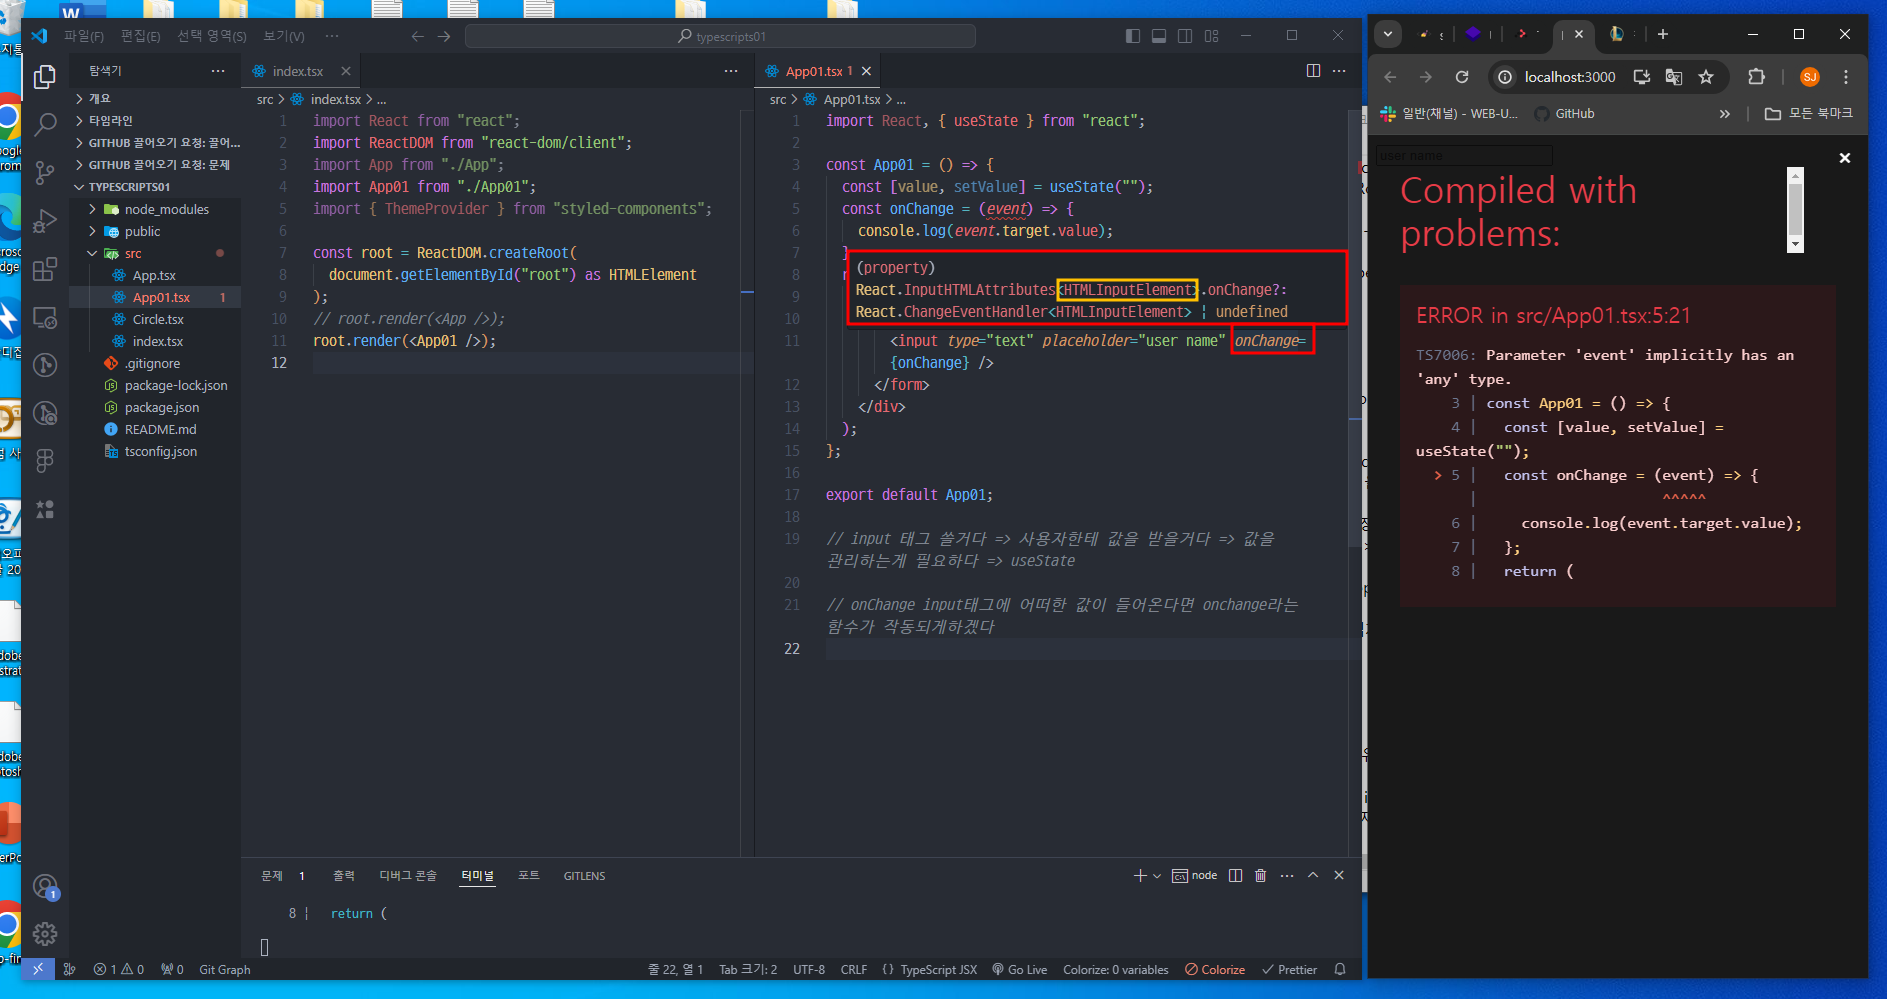 파일(F) 편집(E) 선택 영역(S) 보기(V) ···
typescripts01
탐색기
개요
타임라인
GITHUB 끌어오기 요청: 끌어...
GITHUB 끌어오기 요청: 문제
TYPESCRIPTS01
node_modules
public
src
App.tsx
App01.tsx 1
Circle.tsx
index.tsx
.gitignore
package-lock.json
package.json
README.md
tsconfig.json
index.tsx
src > index.tsx > ...
1 import React from "react";
2 import ReactDOM from "react-dom/client";
3 import App from "./App";
4 import App01 from "./App01";
5 import { ThemeProvider } from "styled-components";
6
7 const root = ReactDOM.createRoot(
8 document.getElementById("root") as HTMLElement
9 );
10 // root.render(<App />);
11 root.render(<App01 />);
12
App01.tsx 1
src > App01.tsx > ...
1 import React, { useState } from "react";
2
3 const App01 = () => {
4 const [value, setValue] = useState("");
5 const onChange = (event) => {
6 console.log(event.target.value);
7 }
8 r
9
10
(property)
React.InputHTMLAttributes<HTMLInputElement>.onChange?:
React.ChangeEventHandler<HTMLInputElement> | undefined
11 <input type="text" placeholder="user name" onChange=
{onChange} />
12 </form>
13 </div>
14 );
15 };
16
17 export default App01;
18
19 // input 태그 쓸거다 => 사용자한테 값을 받을거다 => 값을
관리하는게 필요하다 => useState
20
21 // onChange input태그에 어떠한 값이 들어온다면 onchange라는
함수가 작동되게하겠다
22
문제 1 출력 디버그 콘솔 터미널 포트 GITLENS
node
8 | return (
1 0 0 Git Graph
줄 22, 열 1 Tab 크기: 2 UTF-8 CRLF {} TypeScript JSX Go Live Colorize: 0 variables Colorize Prettier
localhost:3000
SJ
일반(채널) - WEB-U... GitHub » 모든 북마크
user name
Compiled with
problems:
ERROR in src/App01.tsx:5:21
TS7006: Parameter 'event' implicitly has an
'any' type.
3 | const App01 = () => {
4 | const [value, setValue] =
useState("");
> 5 | const onChange = (event) => {
| ^^^^^
6 | console.log(event.target.value);
7 | };
8 | return (